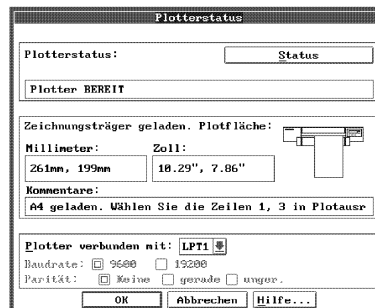 Plotterstatus
Plotterstatus:
Status
Plotter BEREIT
Zeichnungsträger geladen. Plotfläche:
Millimeter: Zoll:
261mm, 199mm 10.29", 7.86"
Kommentare:
A4 geladen. Wählen Sie die Zeilen 1, 3 in Plotausr
Plotter verbunden mit: LPT1
Baudrate: 9600 19200
Parität: Keine gerade unger.
OK Abbrechen Hilfe...